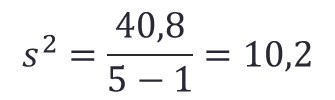 s² = 40,8 / (5 − 1) = 10,2